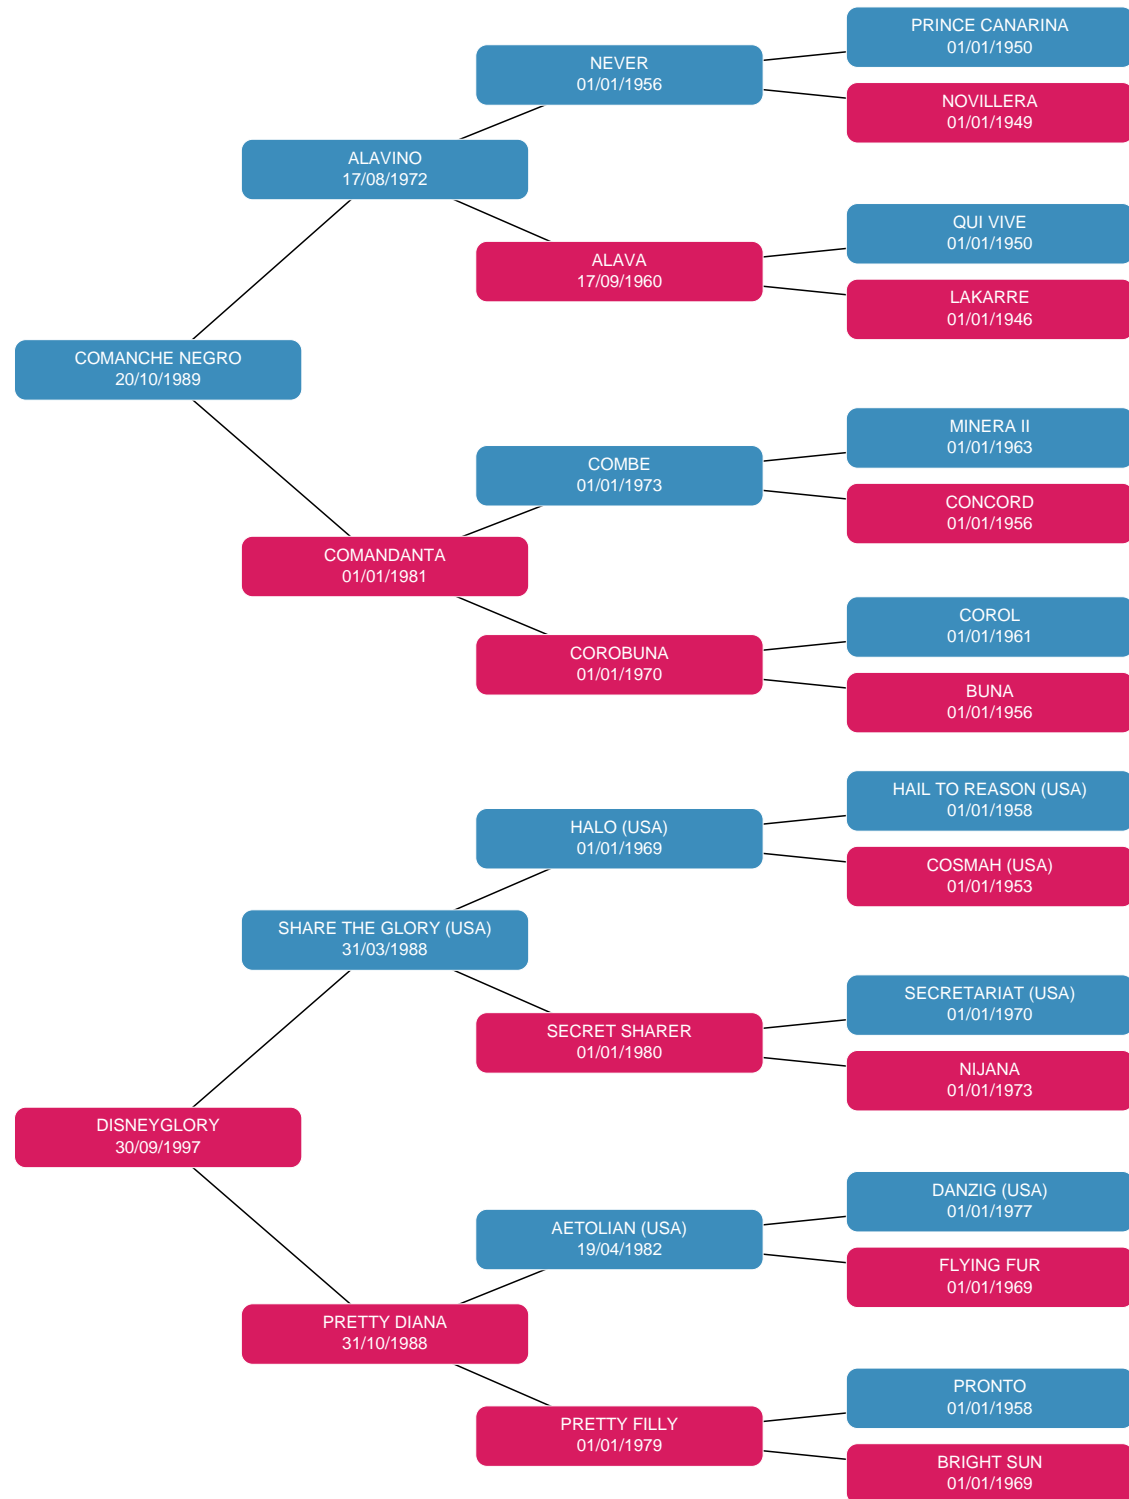 PRINCE CANARINA
01/01/1950
NEVER
01/01/1956
NOVILLERA
01/01/1949
ALAVINO
17/08/1972
QUI VIVE
01/01/1950
ALAVA
17/09/1960
LAKARRE
01/01/1946
COMANCHE NEGRO
20/10/1989
MINERA II
01/01/1963
COMBE
01/01/1973
CONCORD
01/01/1956
COMANDANTA
01/01/1981
COROL
01/01/1961
COROBUNA
01/01/1970
BUNA
01/01/1956
HAIL TO REASON (USA)
01/01/1958
HALO (USA)
01/01/1969
COSMAH (USA)
01/01/1953
SHARE THE GLORY (USA)
31/03/1988
SECRETARIAT (USA)
01/01/1970
SECRET SHARER
01/01/1980
NIJANA
01/01/1973
DISNEYGLORY
30/09/1997
DANZIG (USA)
01/01/1977
AETOLIAN (USA)
19/04/1982
FLYING FUR
01/01/1969
PRETTY DIANA
31/10/1988
PRONTO
01/01/1958
PRETTY FILLY
01/01/1979
BRIGHT SUN
01/01/1969